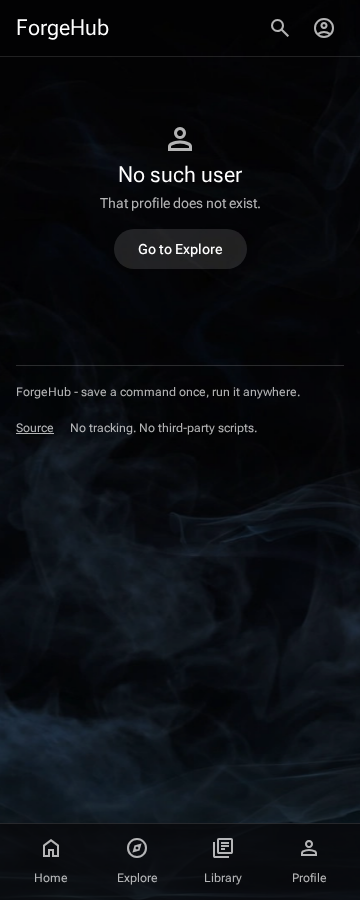 ForgeHub
No such user
That profile does not exist.
Go to Explore
ForgeHub - save a command once, run it anywhere.
Source No tracking. No third-party scripts.
Home Explore Library Profile